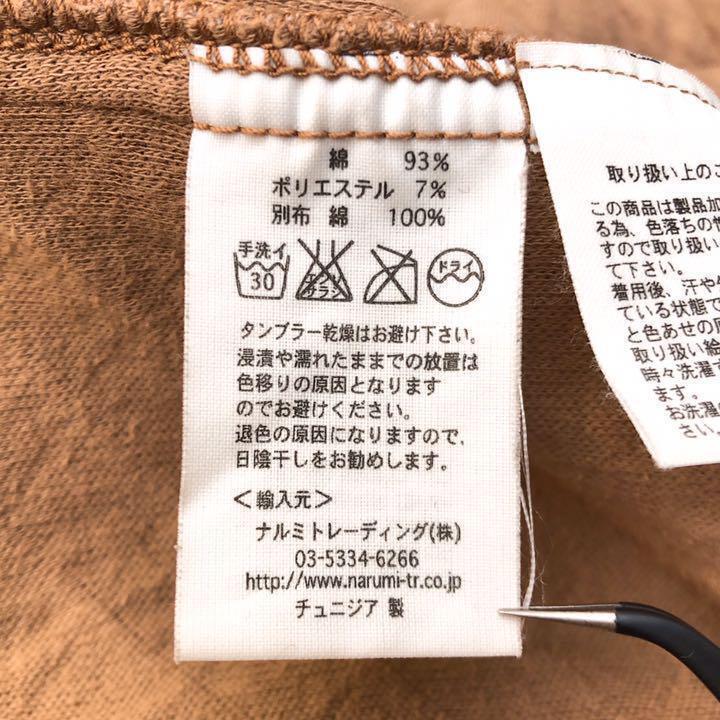 綿 93%
ポリエステル 7%
別布 綿 100%
手洗イ
30
エンソ
サラシ
ドライ
タンブラー乾燥はお避け下さい。
浸漬や濡れたままでの放置は
色移りの原因となります
のでお避けください。
退色の原因になりますので、
日陰干しをお勧めします。
<輸入元>
ナルミトレーディング(株)
03-5334-6266
http://www.narumi-tr.co.jp
チュニジア 製
取り扱い上のご
この商品は製品加
る為、色落ちの
すので取り扱い
て下さい。
着用後、汗や
ている状態で
と色あせの
取り扱い
時々洗濯
ます。
お洗濯
さい。